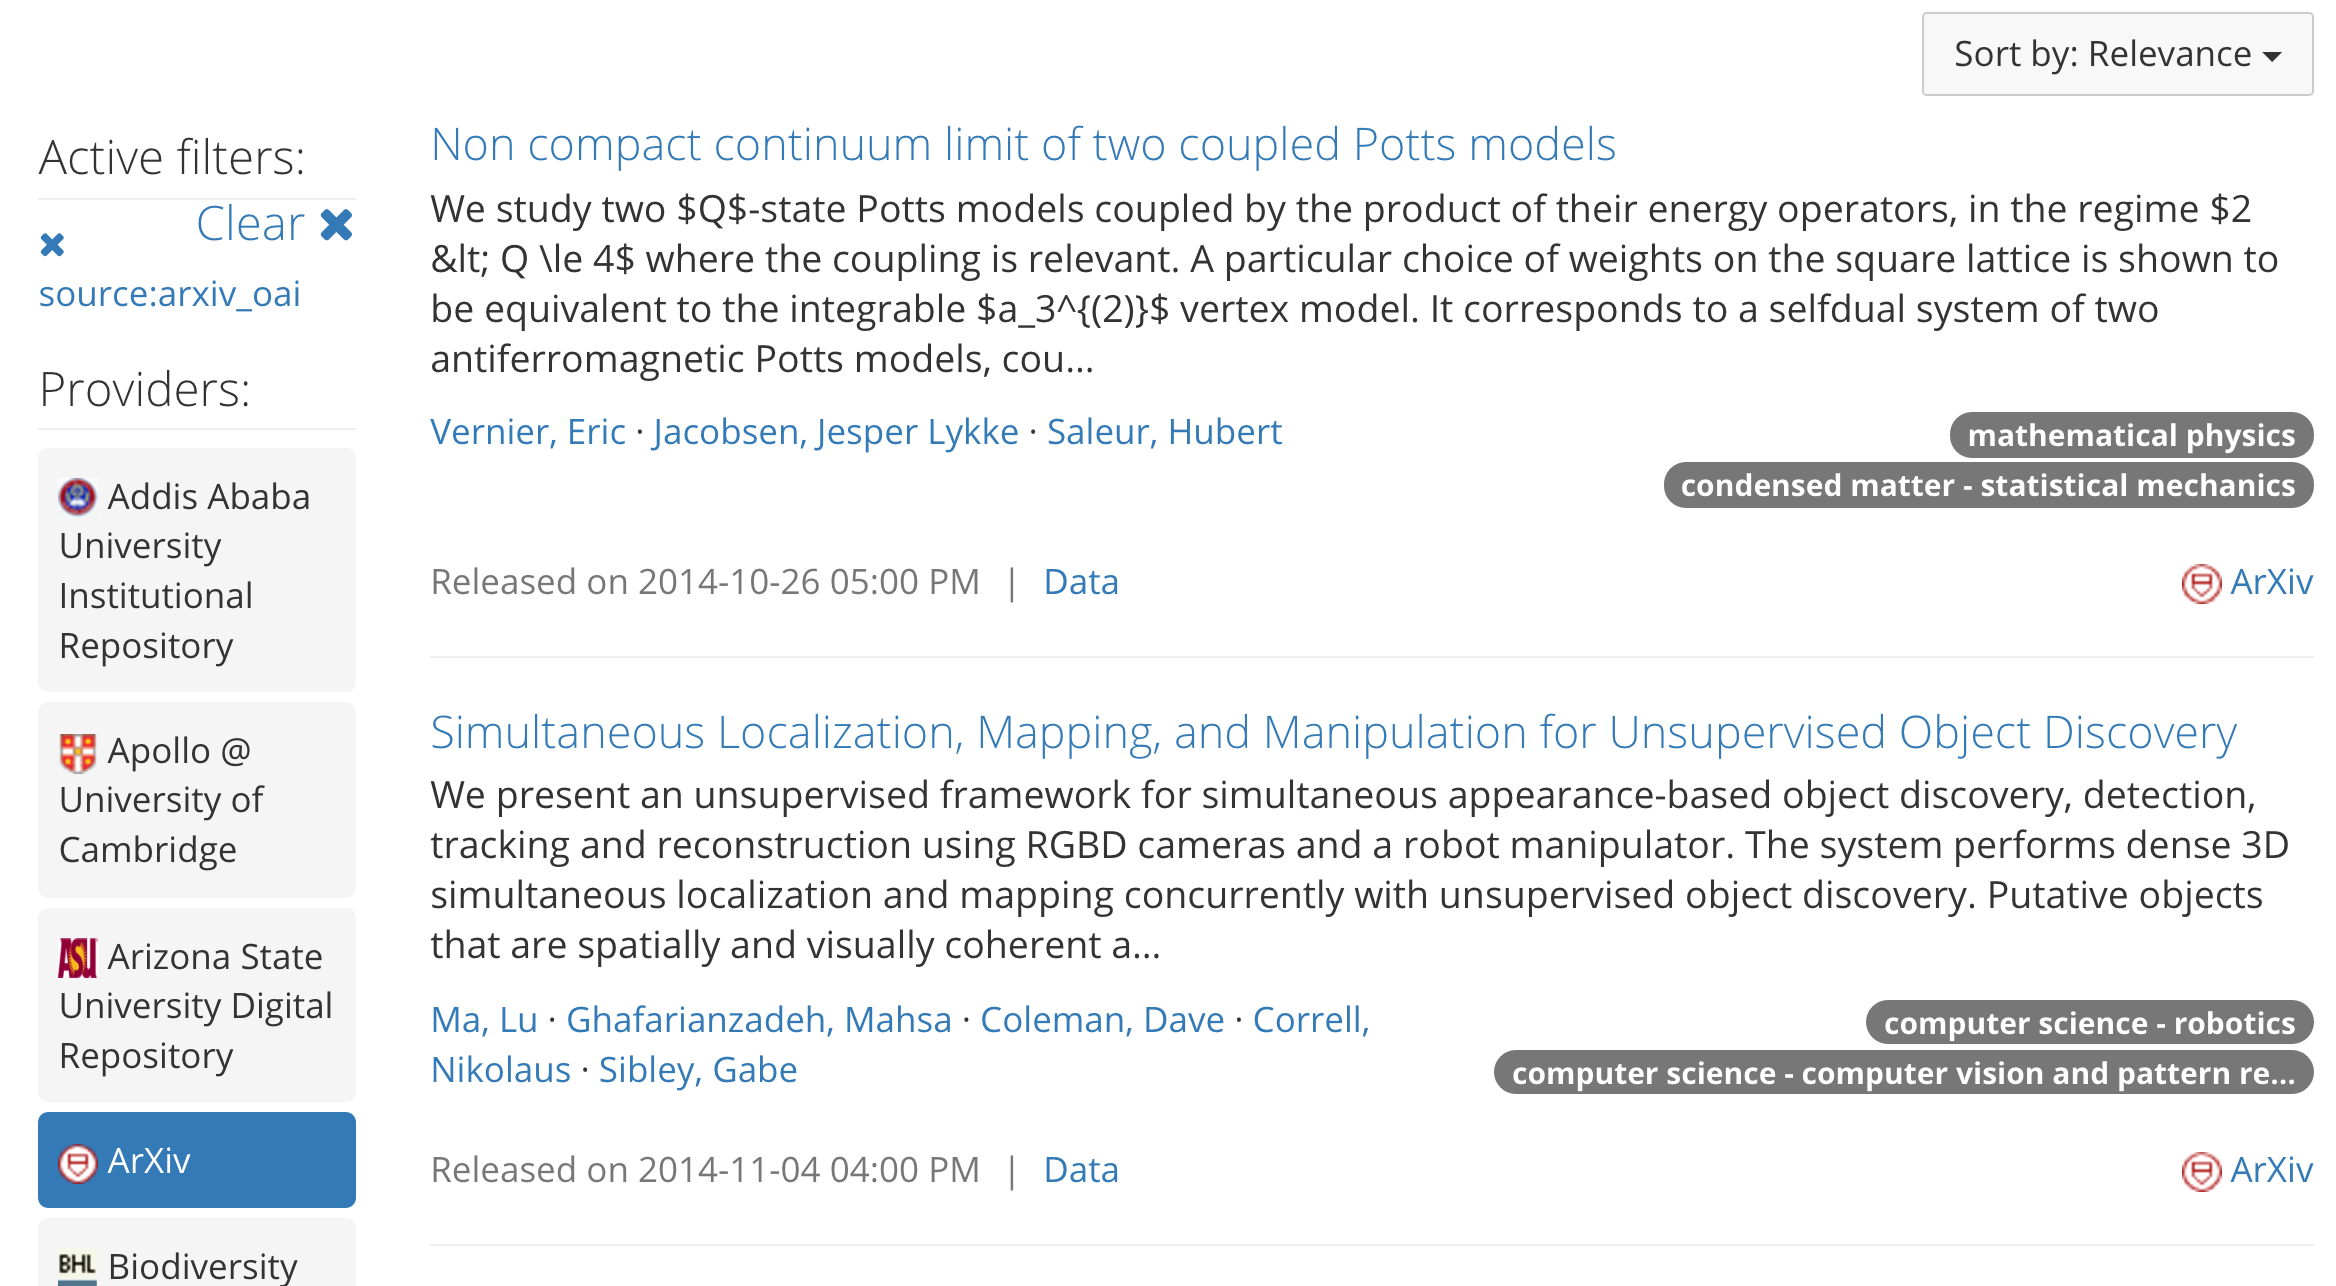 Sort by: Relevance
Active filters:
Clear
source:arxiv_oai
Providers:
Addis Ababa
University
Institutional
Repository
Apollo @
University of
Cambridge
ASU Arizona State
University Digital
Repository
ArXiv
BHL Biodiversity
Non compact continuum limit of two coupled Potts models
We study two $Q$-state Potts models coupled by the product of their energy operators, in the regime $2
&lt; Q \le 4$ where the coupling is relevant. A particular choice of weights on the square lattice is shown to
be equivalent to the integrable $a_3^{(2)}$ vertex model. It corresponds to a selfdual system of two
antiferromagnetic Potts models, cou...
Vernier, Eric · Jacobsen, Jesper Lykke · Saleur, Hubert
mathematical physics
condensed matter - statistical mechanics
Released on 2014-10-26 05:00 PM | Data
ArXiv
Simultaneous Localization, Mapping, and Manipulation for Unsupervised Object Discovery
We present an unsupervised framework for simultaneous appearance-based object discovery, detection,
tracking and reconstruction using RGBD cameras and a robot manipulator. The system performs dense 3D
simultaneous localization and mapping concurrently with unsupervised object discovery. Putative objects
that are spatially and visually coherent a...
Ma, Lu · Ghafarianzadeh, Mahsa · Coleman, Dave · Correll,
Nikolaus · Sibley, Gabe
computer science - robotics
computer science - computer vision and pattern re...
Released on 2014-11-04 04:00 PM | Data
ArXiv